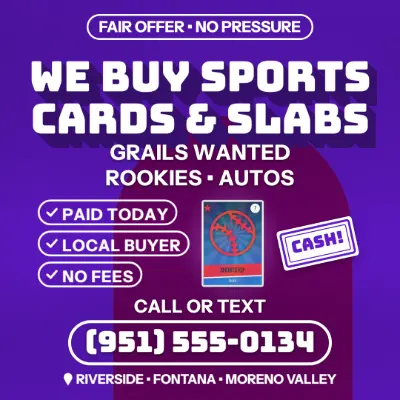 FAIR OFFER • NO PRESSURE
WE BUY SPORTS
CARDS & SLABS
GRAILS WANTED
ROOKIES • AUTOS
PAID TODAY
LOCAL BUYER
NO FEES
CASH!
CALL OR TEXT
(951) 555-0134
RIVERSIDE • FONTANA • MORENO VALLEY